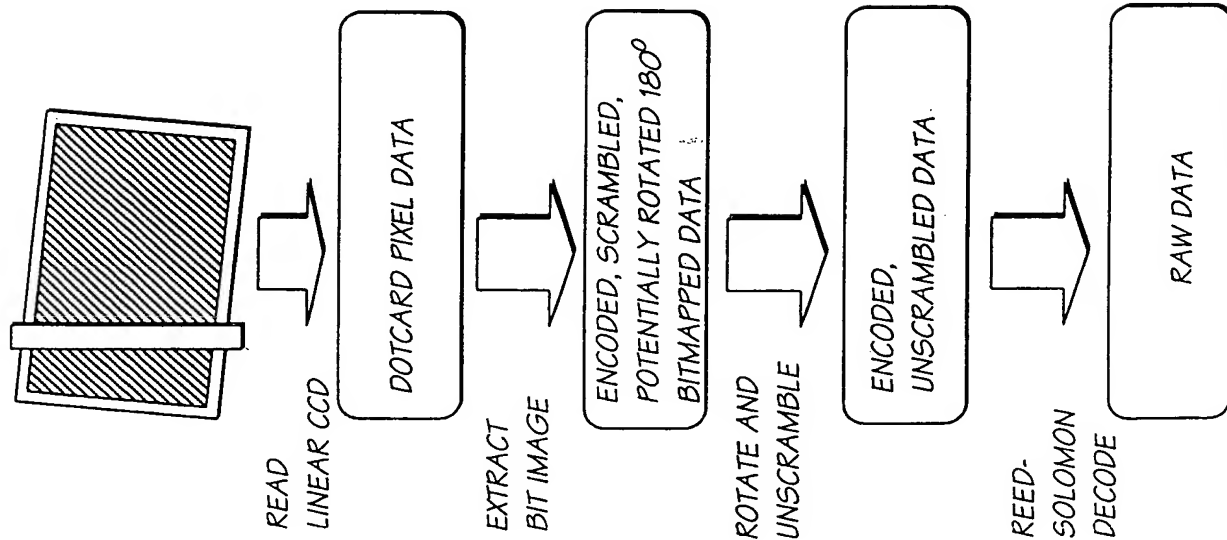 READ
LINEAR CCD
DOTCARD PIXEL DATA
EXTRACT
BIT IMAGE
ENCODED, SCRAMBLED,
POTENTIALLY ROTATED 180°
BITMAPPED DATA
ROTATE AND
UNSCRAMBLE
ENCODED,
UNSCRAMBLED DATA.
REED-
SOLOMON
DECODE
RAW DATA